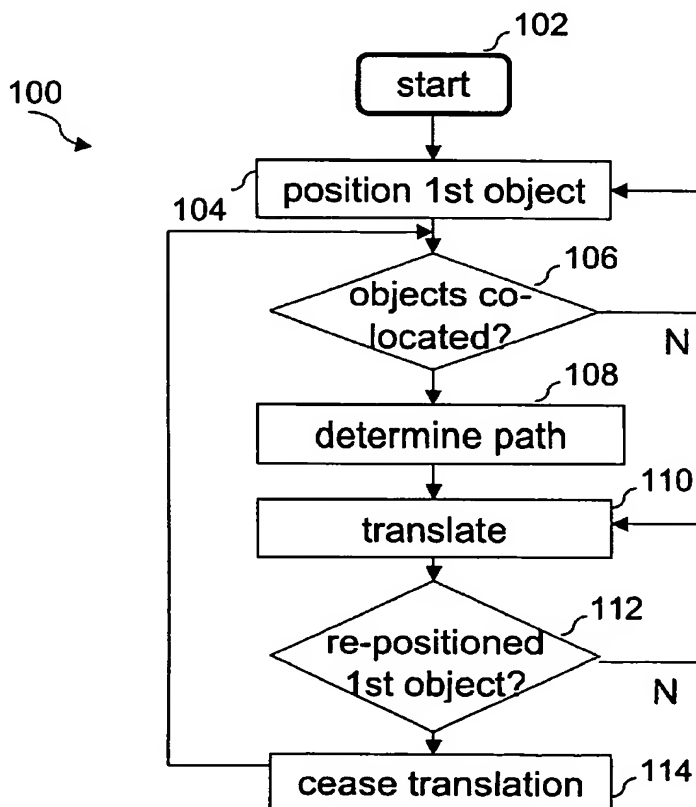 102
start
100
position 1st object
104
106
objects co-
located?
N
108
determine path
110
translate
112
re-positioned
1st object?
N
cease translation
114